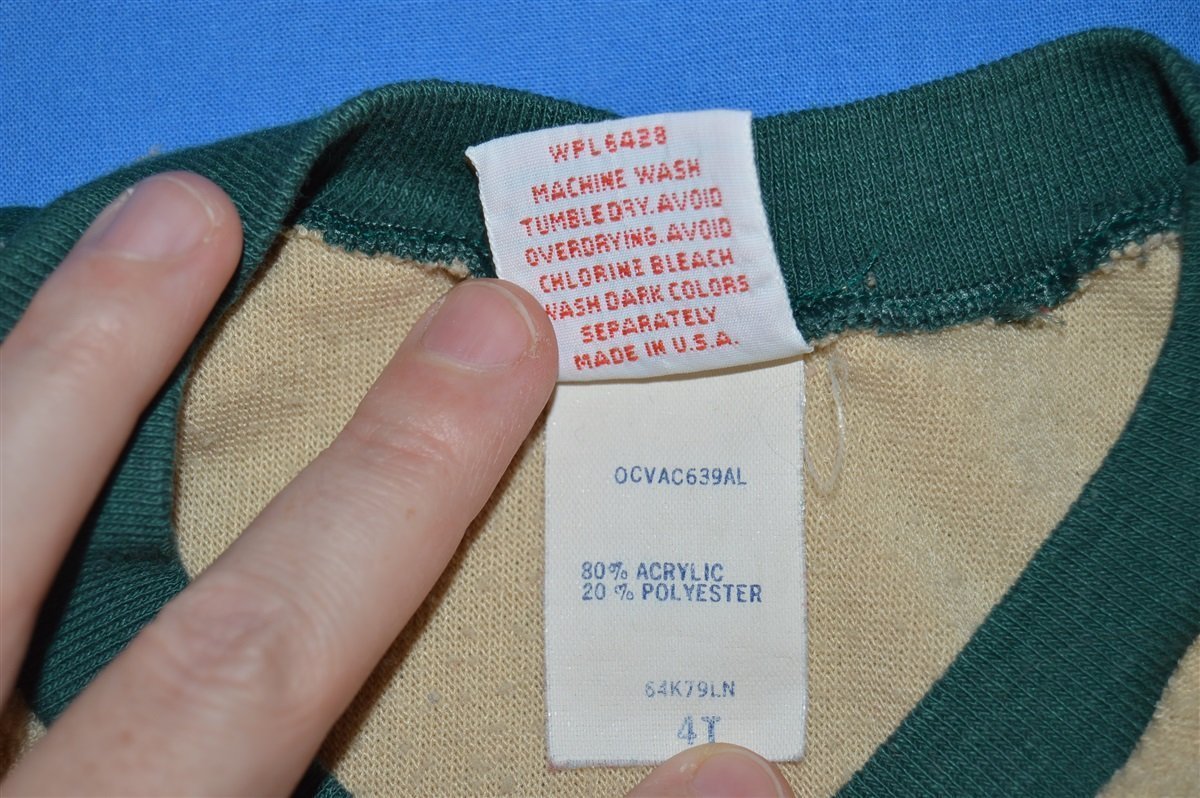 WPL6428
MACHINE WASH
TUMBLE DRY. AVOID
OVERDRYING. AVOID
CHLORINE BLEACH
WASH DARK COLORS
SEPARATELY
MADE IN U.S.A.
OCVAC639AL
80% ACRYLIC
20% POLYESTER
64K79LN
4T